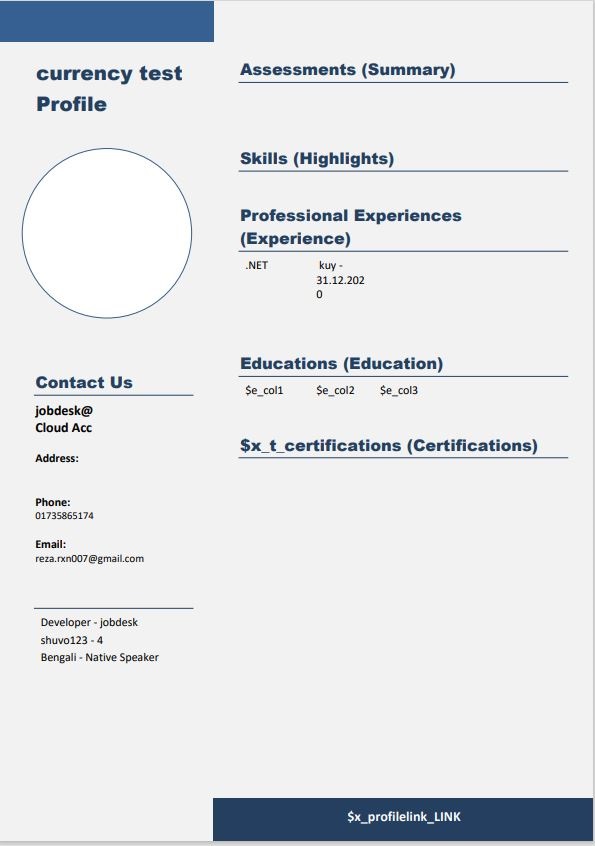 currency test
Profile
Contact Us
jobdesk@
Cloud Acc
Address:
Phone:
01735865174
Email:
reza.rxn007@gmail.com
Developer - jobdesk
shuvo123 - 4
Bengali - Native Speaker
Assessments (Summary)
Skills (Highlights)
Professional Experiences
(Experience)
.NET kuy -
31.12.202
0
Educations (Education)
$e_col1 $e_col2 $e_col3
$x_t_certifications (Certifications)
$x_profilelink_LINK